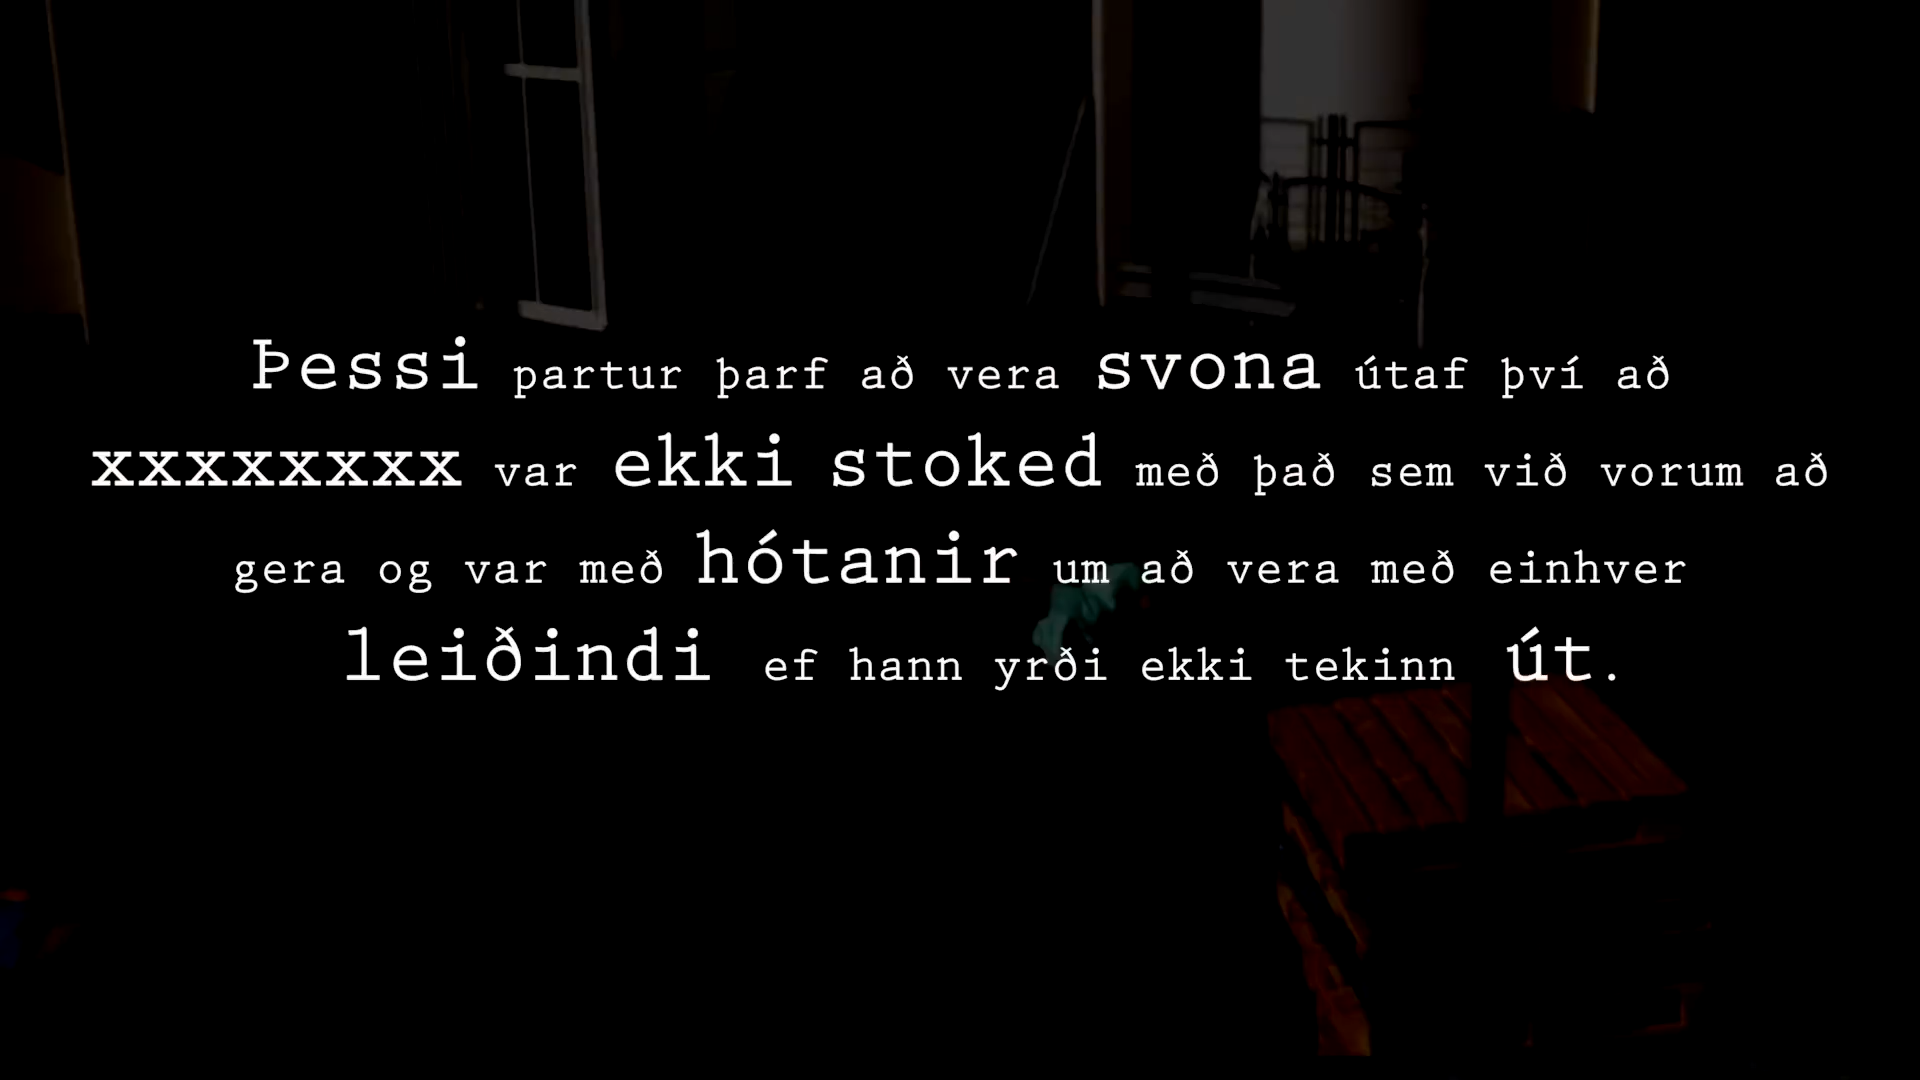 Þessi partur þarf að vera svona útaf því að
xxxxxxxx var ekki stoked með það sem við vorum að
gera og var með hótanir um að vera með einhver
leiðindi ef hann yrði ekki tekinn út.